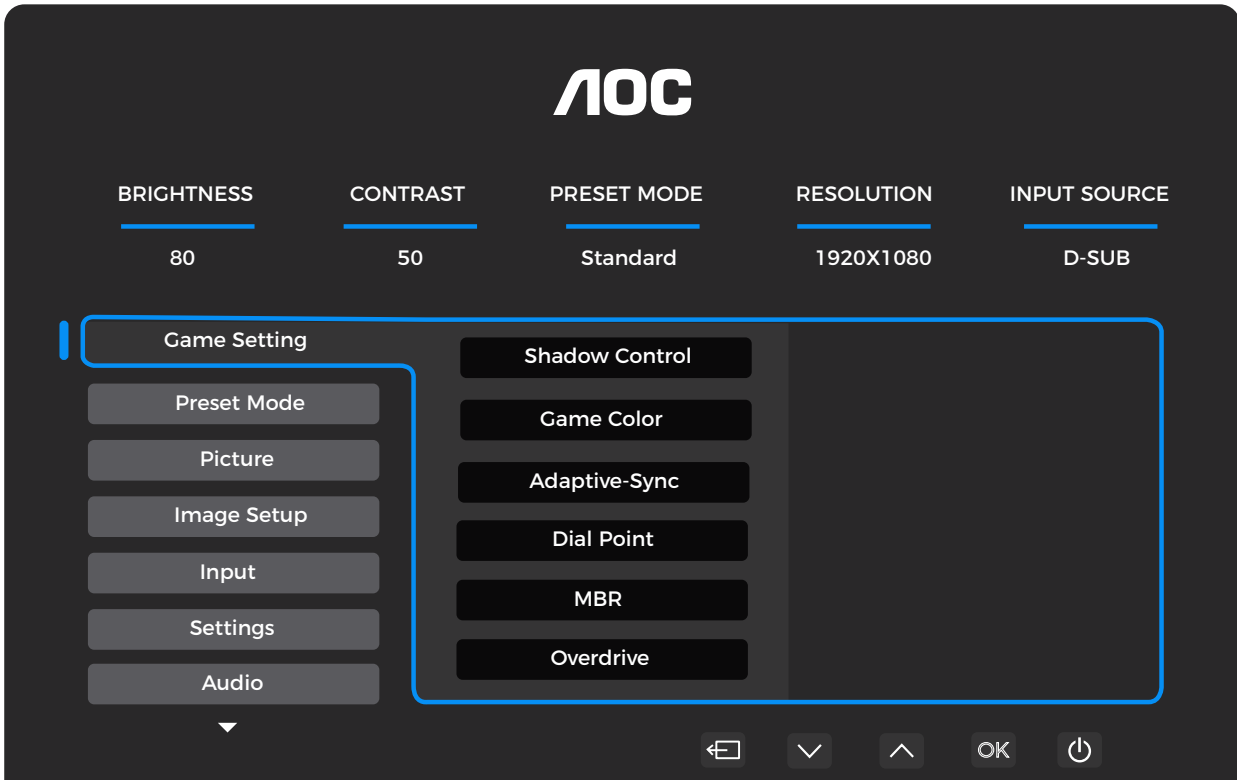 AOC
BRIGHTNESS CONTRAST PRESET MODE RESOLUTION INPUT SOURCE
80 50 Standard 1920X1080 D-SUB
Game Setting
Preset Mode
Picture
Image Setup
Input
Settings
Audio
Shadow Control
Game Color
Adaptive-Sync
Dial Point
MBR
Overdrive
OK